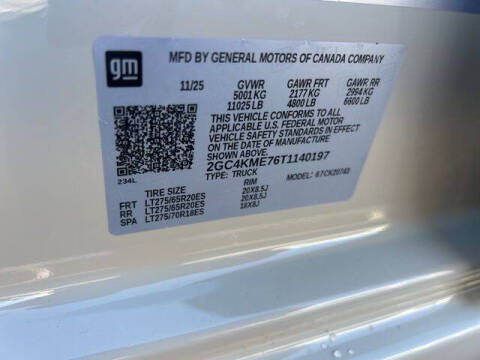 gm
MFD BY GENERAL MOTORS OF CANADA COMPANY
11/25 GVWR GAWR FRT GAWR RR
5001 KG 2177 KG 2994 KG
11025 LB 4800 LB 6600 LB
THIS VEHICLE CONFORMS TO ALL
APPLICABLE U.S. FEDERAL MOTOR
VEHICLE SAFETY STANDARDS IN EFFECT ON
THE DATE OF MANUFACTURE
2GC4KME76T1140197
TYPE: TRUCK MODEL: 67CK20743
234L
TIRE SIZE RIM
FRT LT275/65R20ES 20X8.5J
RR LT275/65R20ES 20X8.5J
SPA LT275/70R18ES 18X8J